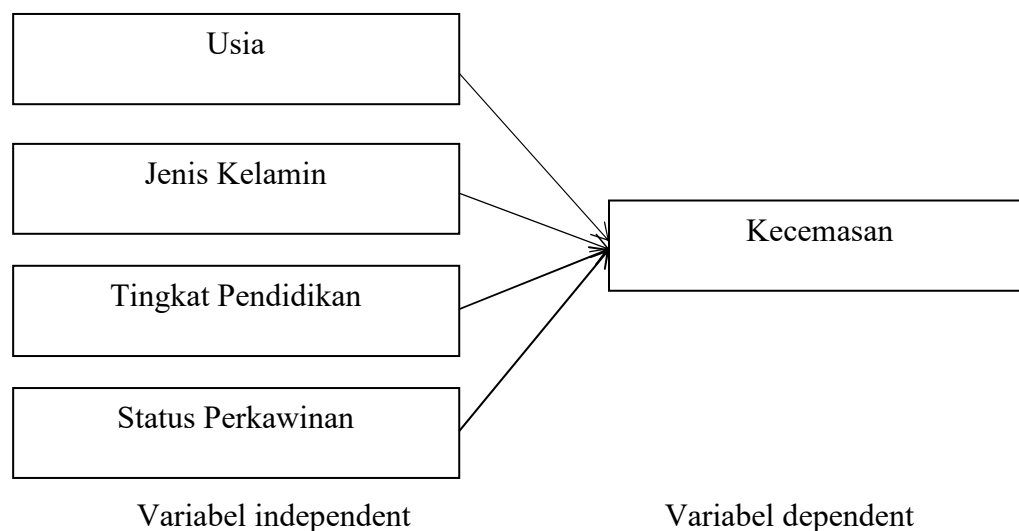 Usia
Jenis Kelamin
Kecemasan
Tingkat Pendidikan
Status Perkawinan
Variabel independent
Variabel dependent